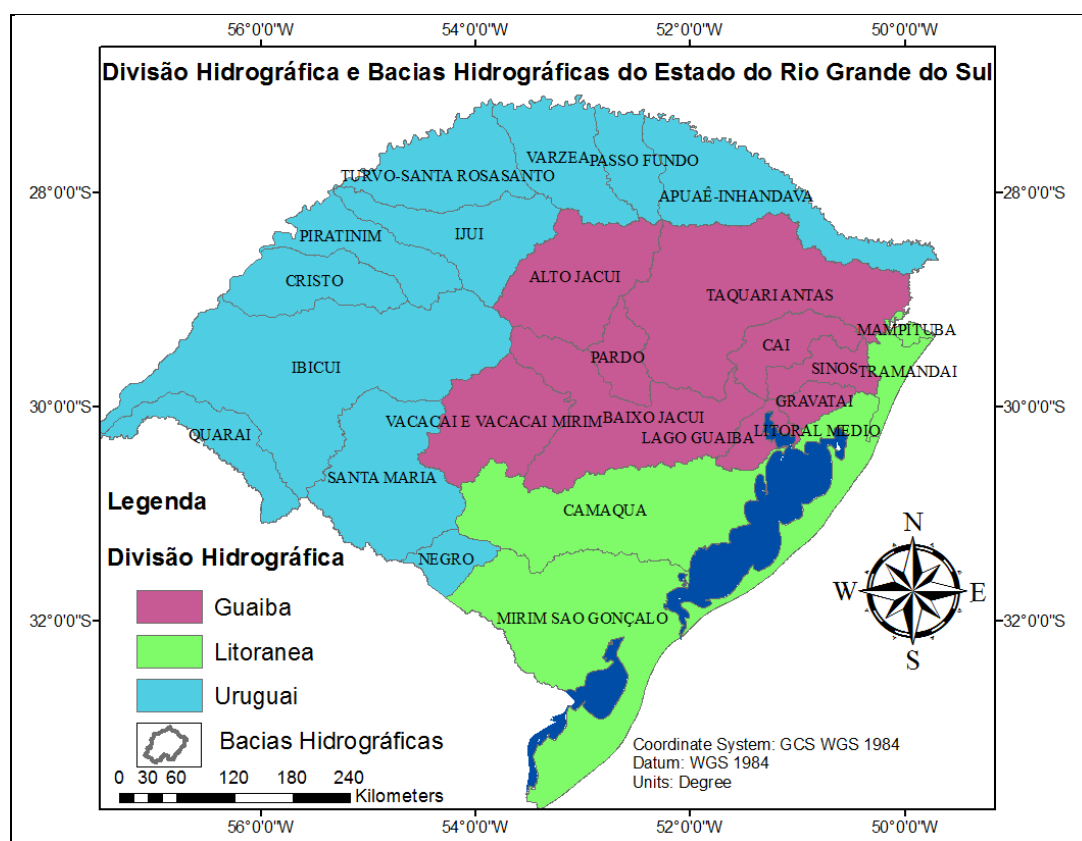 56°0'0"W 54°0'0"W 52°0'0"W 50°0'0"W
Divisão Hidrográfica e Bacias Hidrográficas do Estado do Rio Grande do Sul
VARZEA
PASSO FUNDO
TURVO-SANTA ROSASANTO
28°0'0"S
28°0'0"S
APUAÊ-INHANDAVA
PIRATINIM
IJUI
CRISTO
ALTO JACUI
TAQUARI ANTAS
MAMPITUBA
CAI
PARDO
IBICUI
SINOS
TRAMANDAI
GRAVATAI
30°0'0"S
30°0'0"S
VACACAI E VACACAI MIRIM
BAIXO JACUI
LITORAL MEDIO
QUARAI
LAGO GUAIBA
SANTA MARIA
Legenda
CAMAQUA
Divisão Hidrográfica
NEGRO
N
W E
S
Guaiba
MIRIM SAO GONÇALO
32°0'0"S
32°0'0"S
Litoranea
Uruguai
Bacias Hidrográficas
Coordinate System: GCS WGS 1984
Datum: WGS 1984
Units: Degree
0 30 60 120 180 240
Kilometers
56°0'0"W 54°0'0"W 52°0'0"W 50°0'0"W